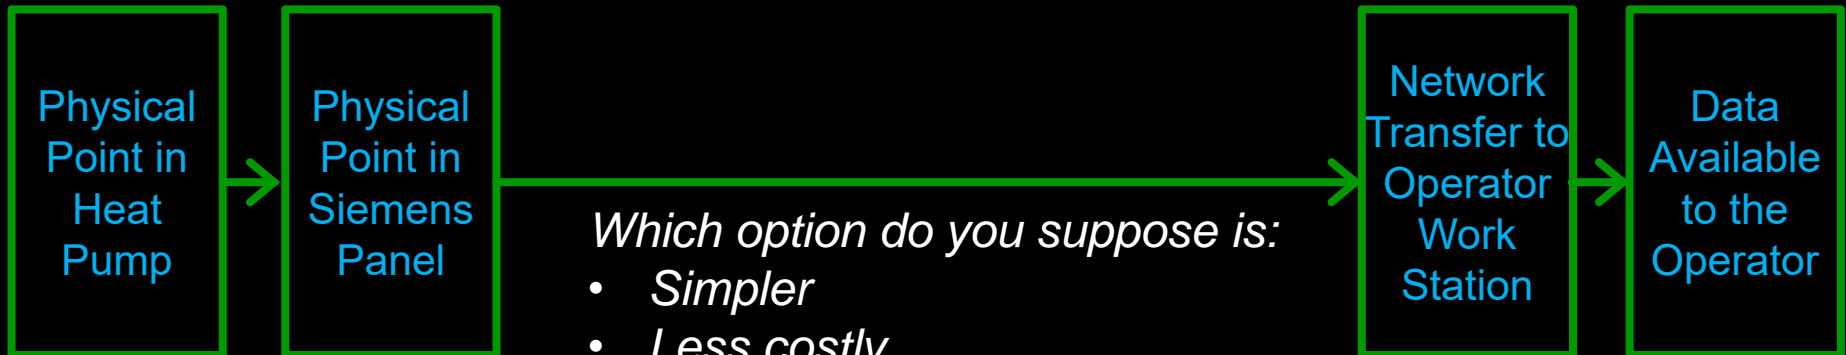 Physical
Point in
Heat
Pump
Physical
Point in
Siemens
Panel
Which option do you suppose is:
• Simpler
• Less costly
Network
Transfer to
Operator
Work
Station
Data
Available
to the
Operator